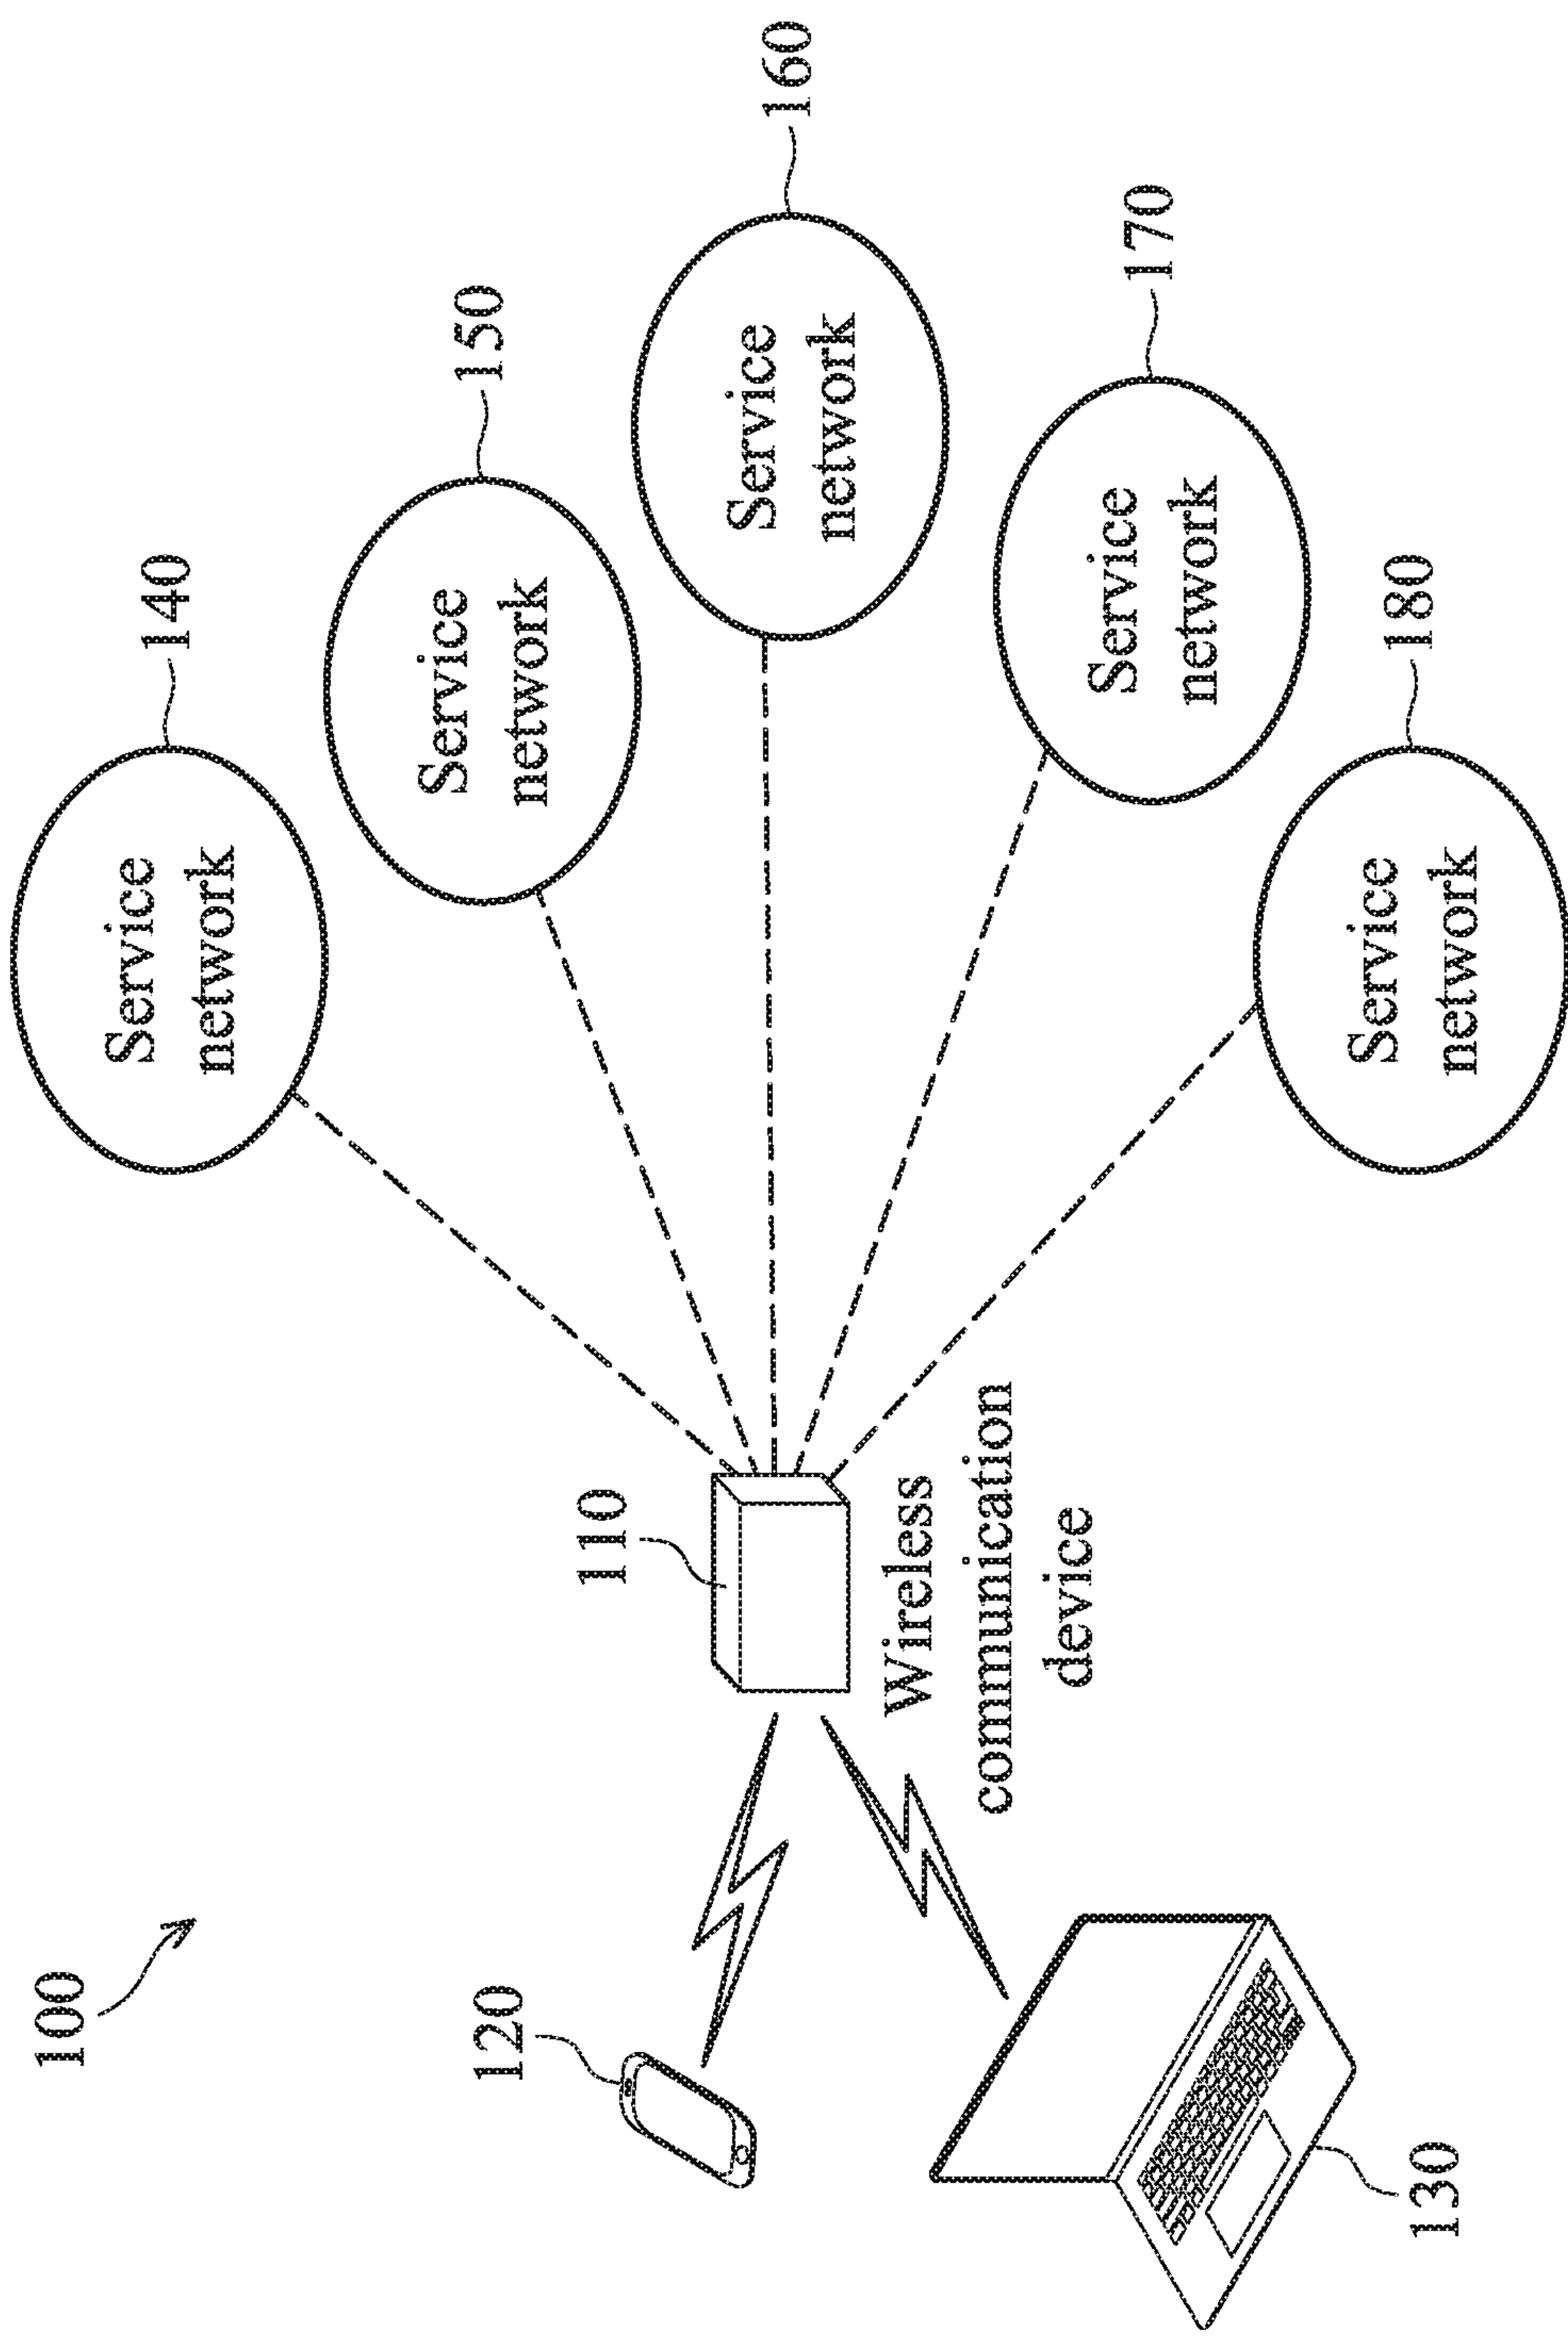 100
120
130
110
Wireless
communication
device
140
Service
network
150
Service
network
160
Service
network
170
Service
network
180
Service
network